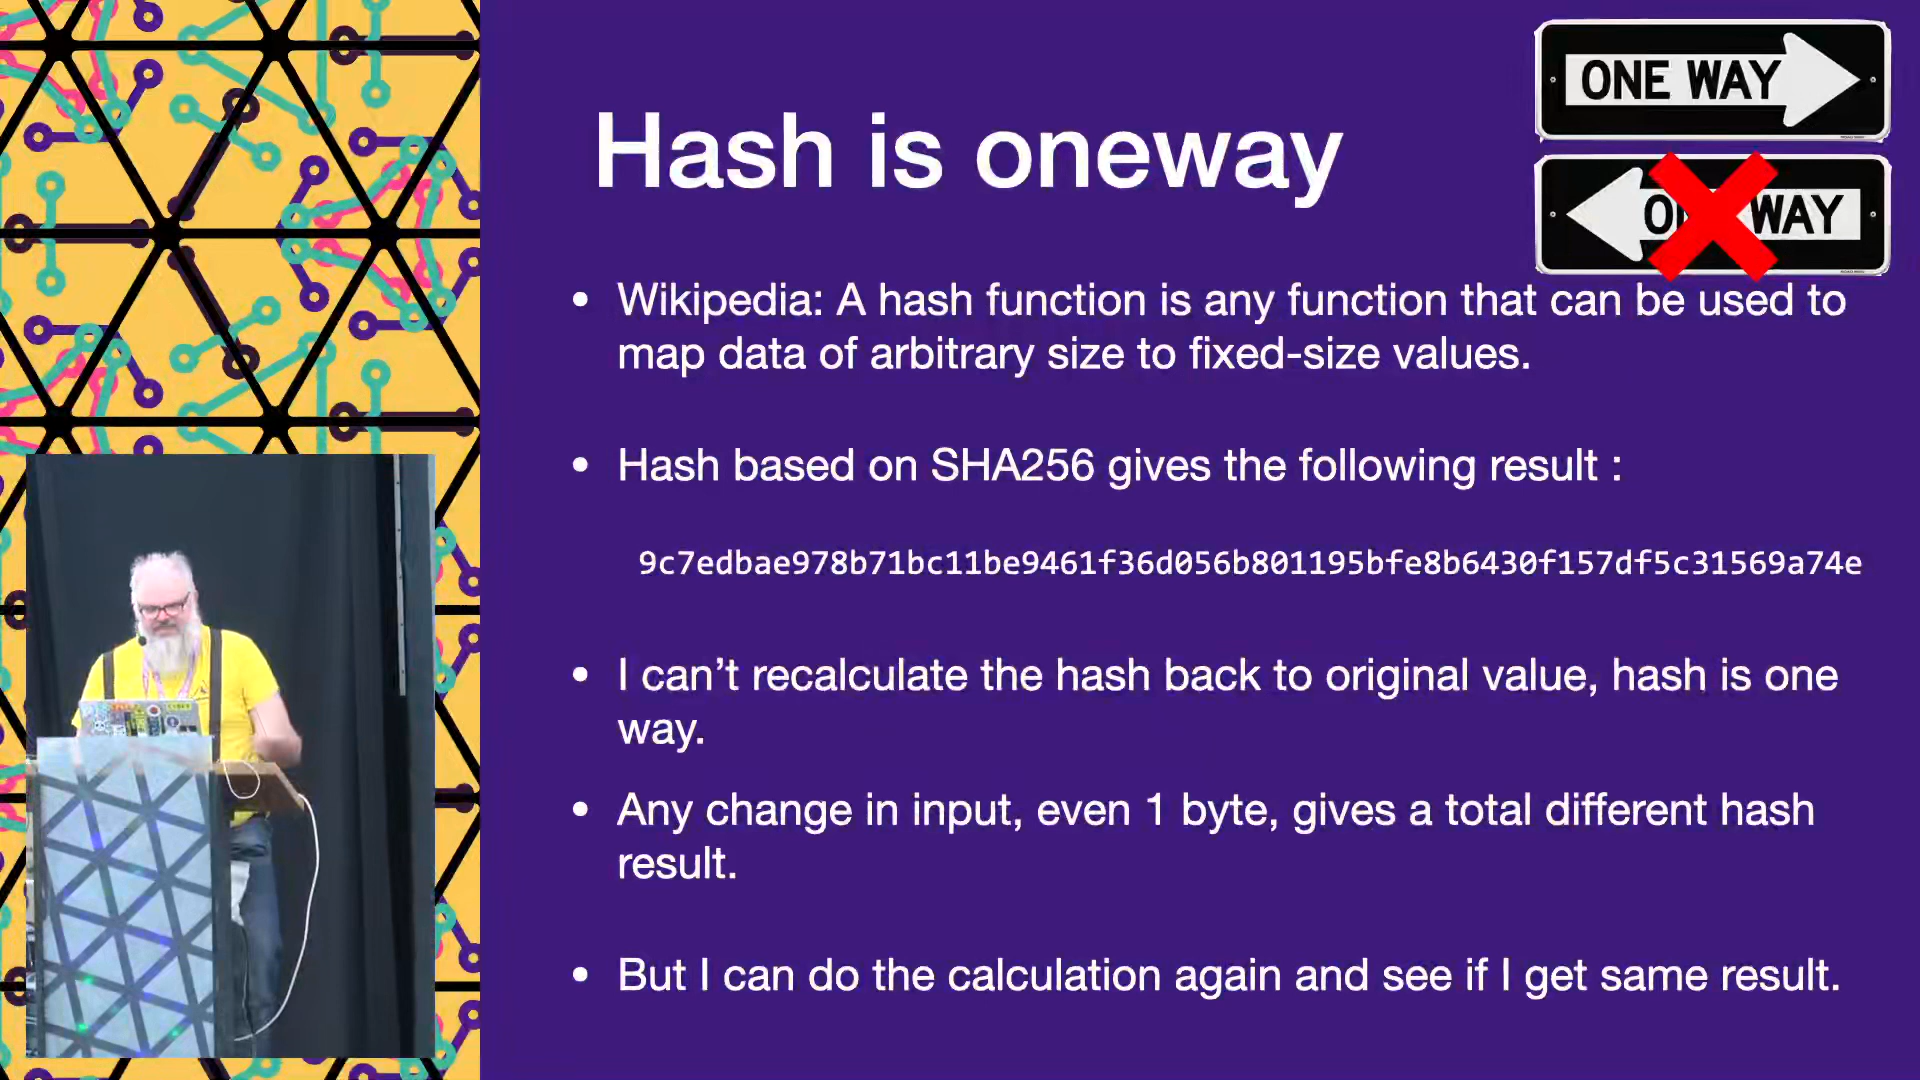 ONE WAY
Hash is oneway
WAY
• Wikipedia: A hash function is any function that can be used to
map data of arbitrary size to fixed-size values.
• Hash based on SHA256 gives the following result :
9c7edbae978b71bc11be9461f36d056b801195bfe8b6430f157df5c31569a74e
• I can’t recalculate the hash back to original value, hash is one
way.
• Any change in input, even 1 byte, gives a total different hash
result.
• But I can do the calculation again and see if I get same result.